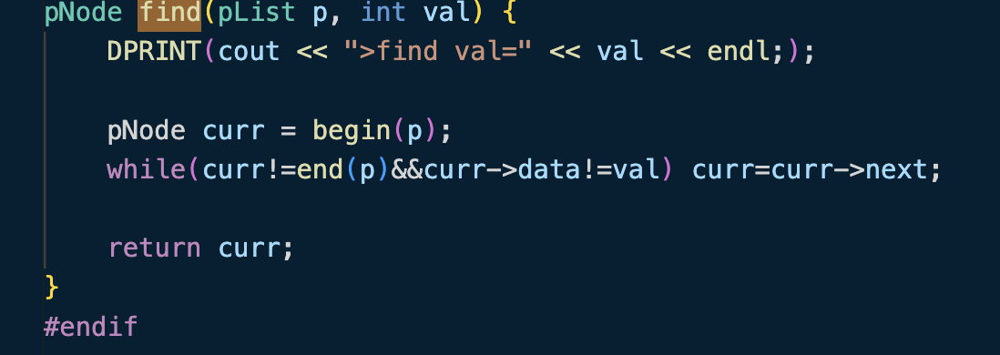 pNode find(pList p, int val) {
DPRINT(cout << ">find val=" << val << endl;);
pNode curr = begin(p);
while(curr!=end(p)&&curr->data!=val) curr=curr->next;
return curr;
}
#endif